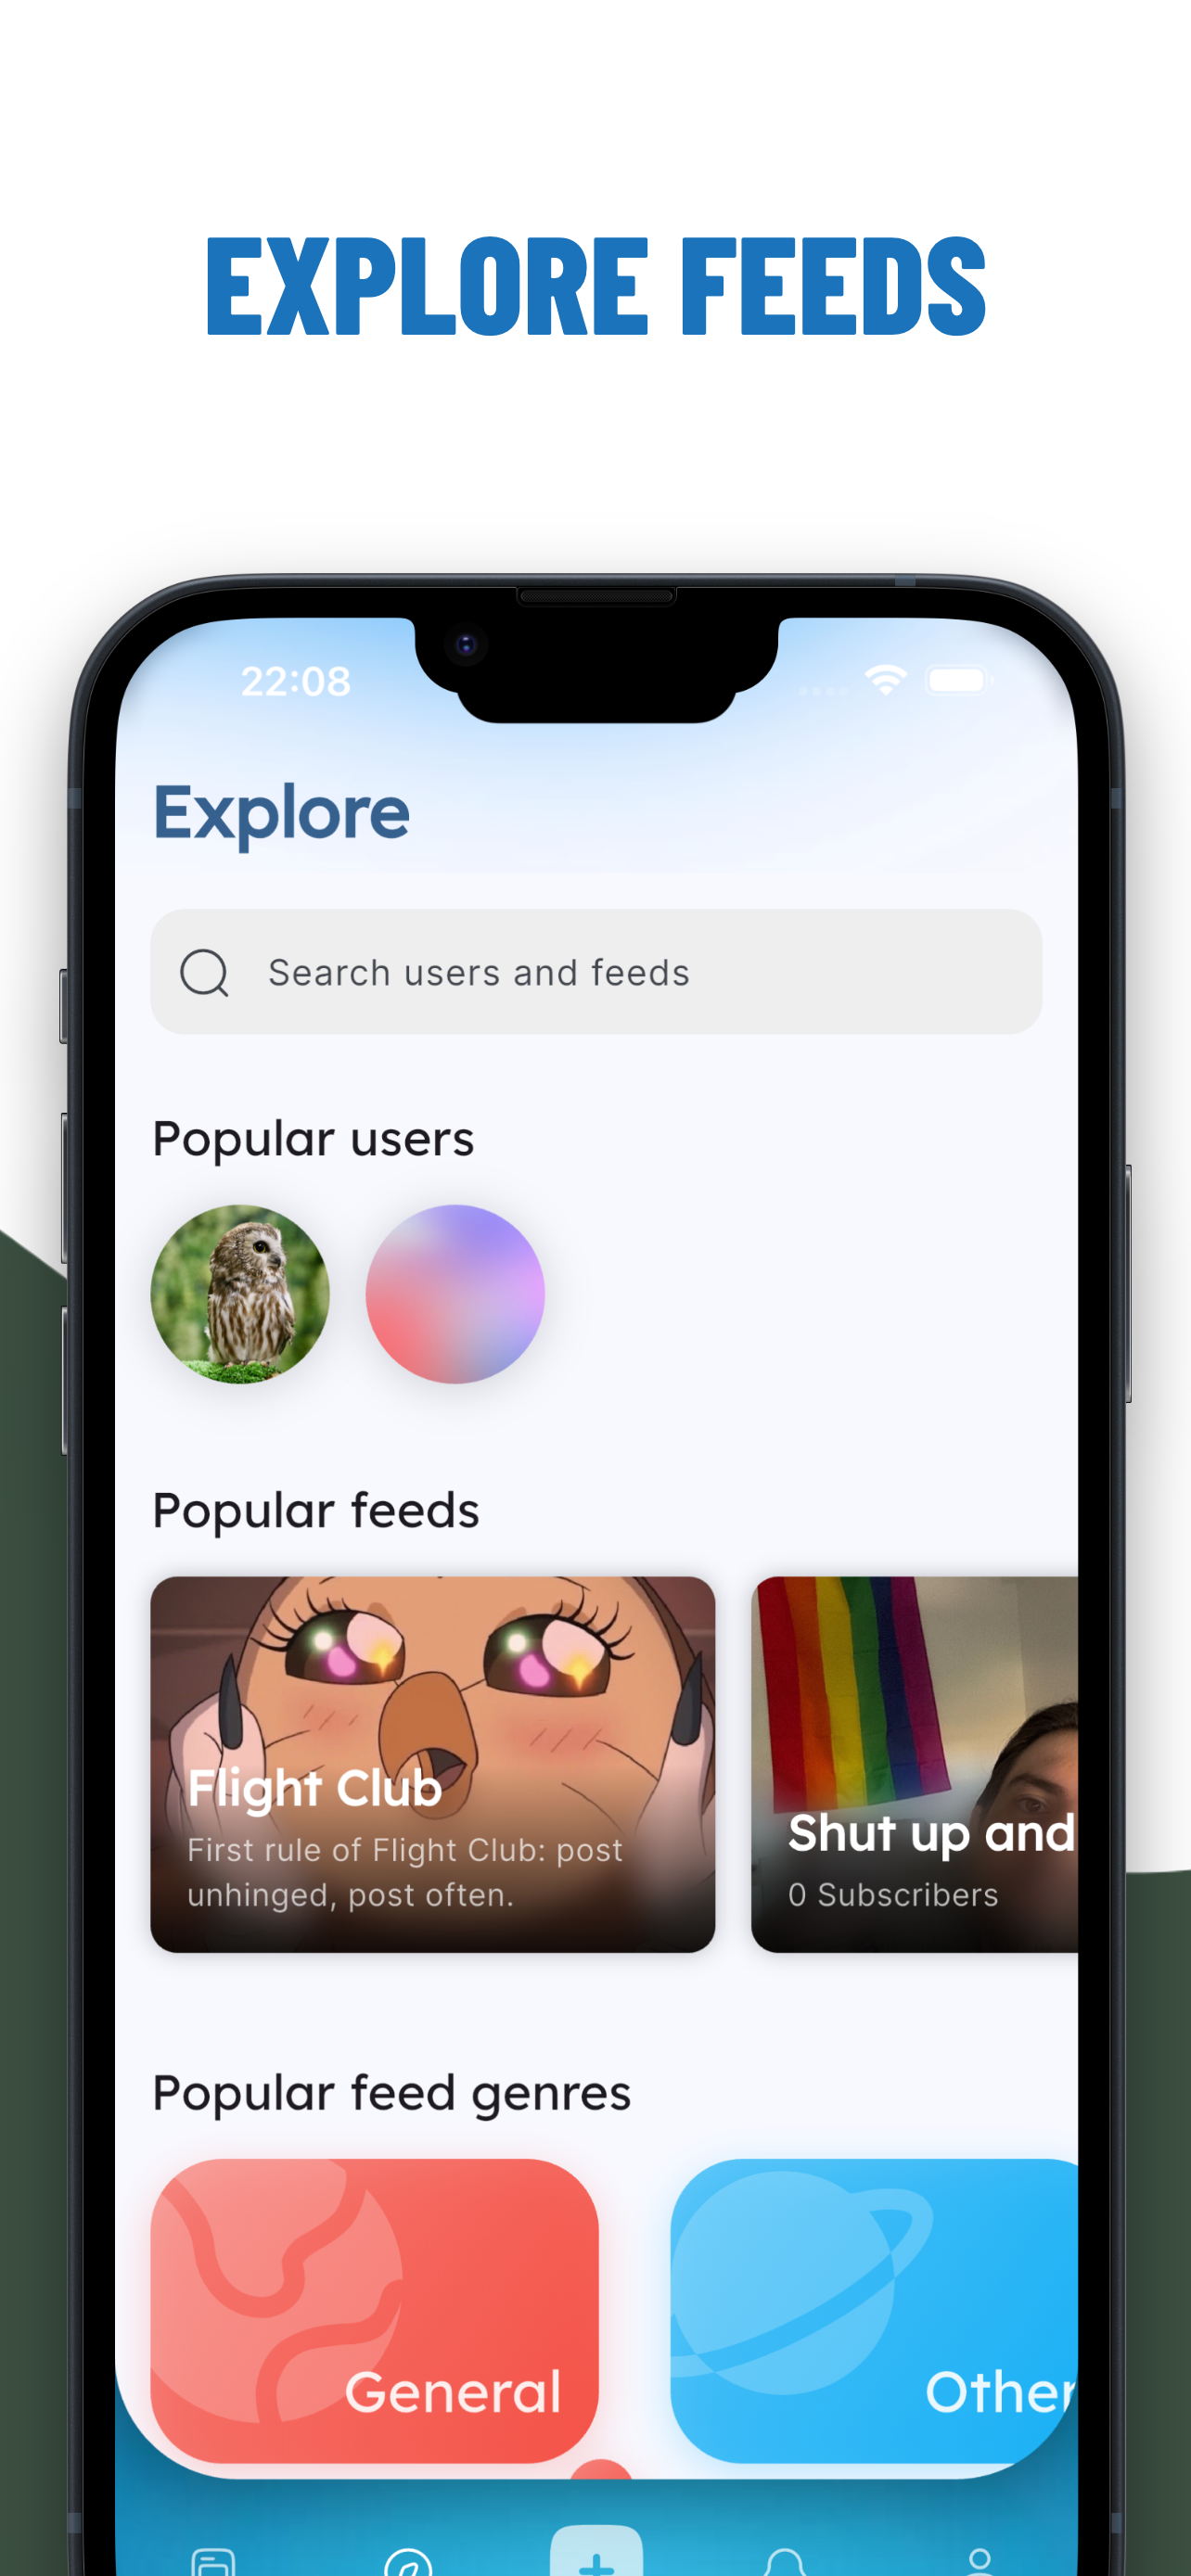 EXPLORE FEEDS
22:08
Explore
Search users and feeds
Popular users
Popular feeds
Flight Club
First rule of Flight Club: post
unhinged, post often.
Shut up and
0 Subscribers
Popular feed genres
General
Other